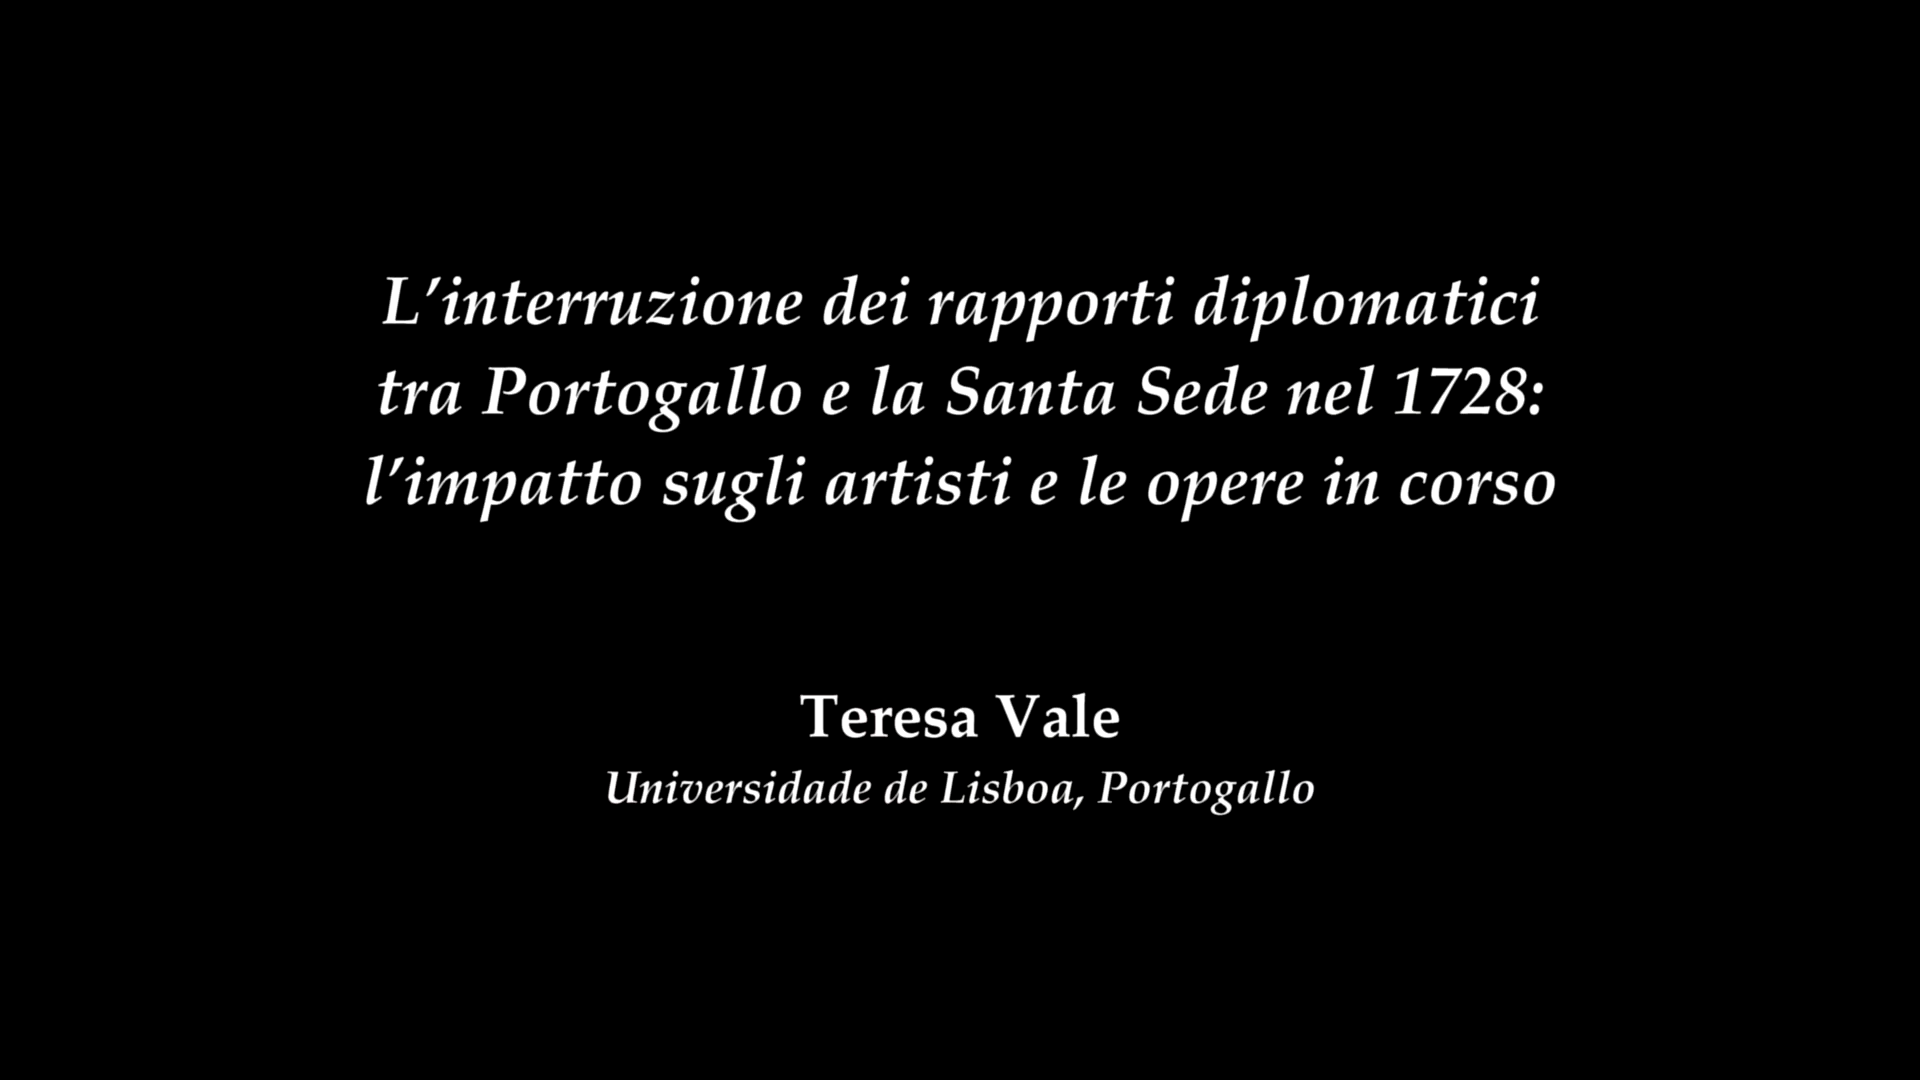 L’interruzione dei rapporti diplomatici
tra Portogallo e la Santa Sede nel 1728:
l’impatto sugli artisti e le opere in corso
Teresa Vale
Universidade de Lisboa, Portogallo